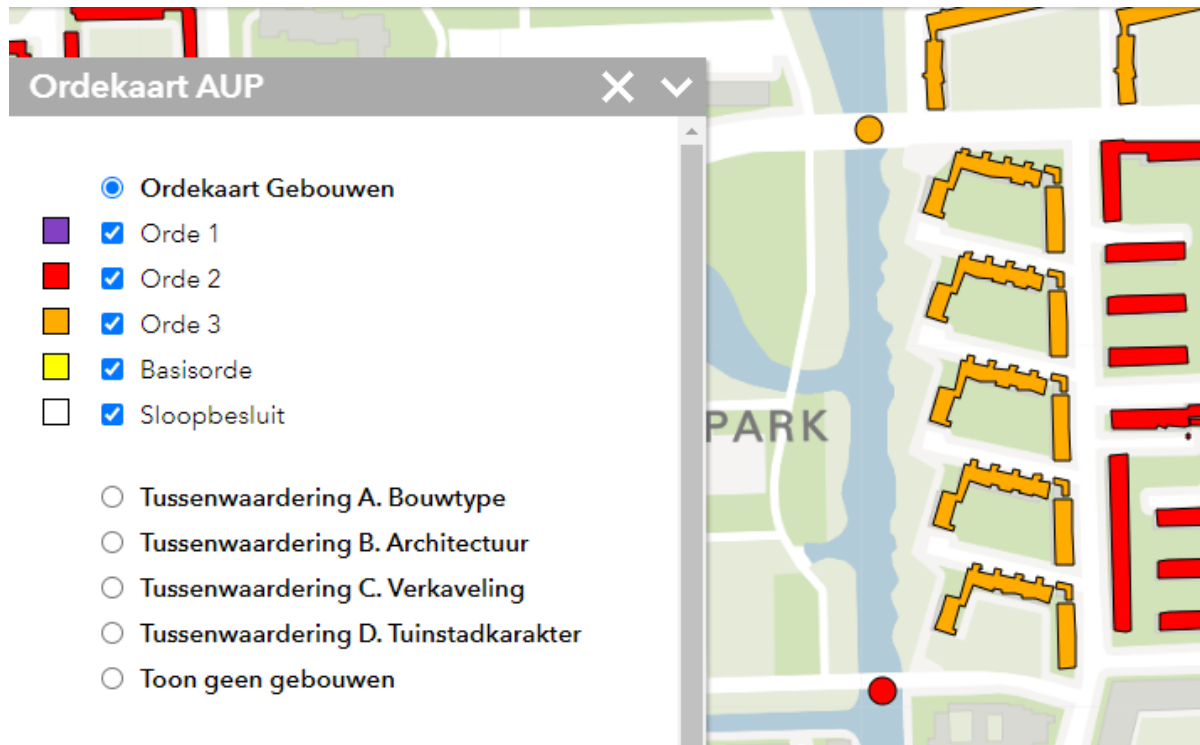 Ordekaart AUP
Ordekaart Gebouwen
Orde 1
Orde 2
Orde 3
Basisorde
Sloopbesluit
Tussenwaardering A. Bouwtype
Tussenwaardering B. Architectuur
Tussenwaardering C. Verkaveling
Tussenwaardering D. Tuinstadkarakter
Toon geen gebouwen
PARK